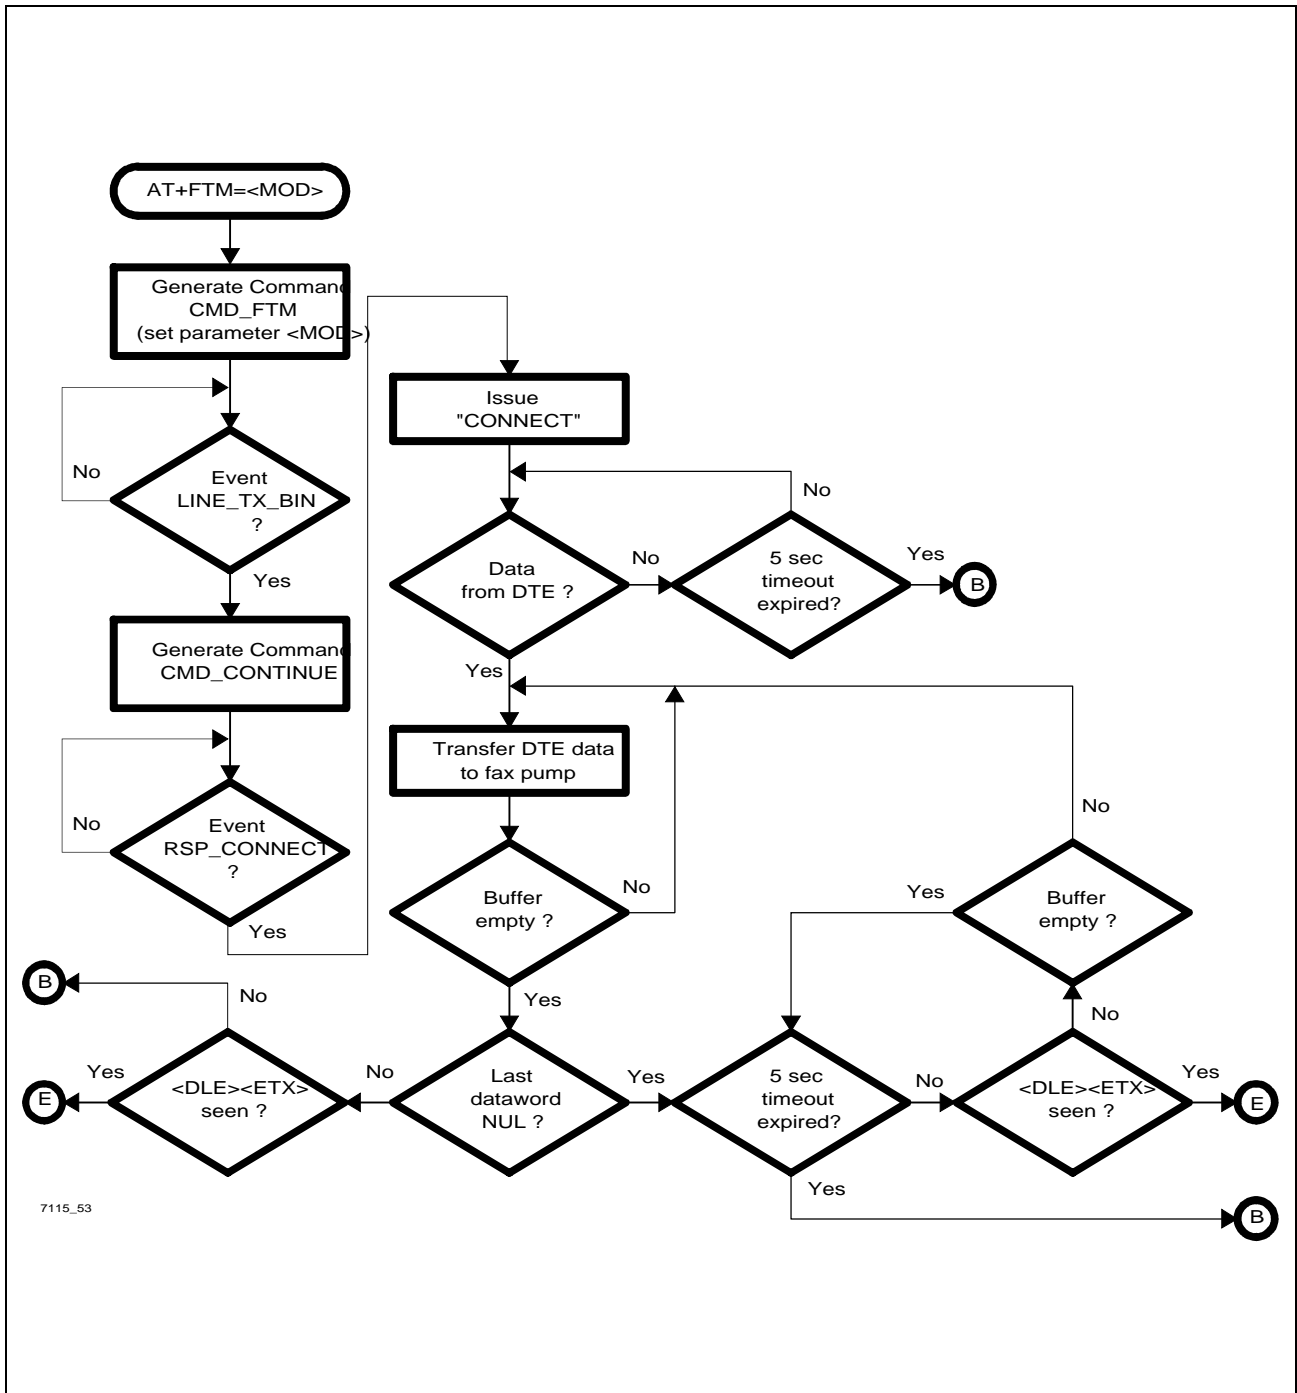 AT+FTM=<MOD>
Generate Command
CMD_FTM
(set parameter <MOD>)
No
Event
LINE_TX_BIN
?
Yes
Generate Command
CMD_CONTINUE
No
Event
RSP_CONNECT
?
Yes
Issue
"CONNECT"
No
Data
from DTE ?
No
5 sec
timeout
expired?
Yes
B
Yes
Transfer DTE data
to fax pump
No
Buffer
empty ?
No
Yes
Buffer
empty ?
B
No
Yes
No
Yes
E
<DLE><ETX>
seen ?
No
Last
dataword
NUL ?
Yes
5 sec
timeout
expired?
No
<DLE><ETX>
seen ?
Yes
E
Yes
B
7115_53